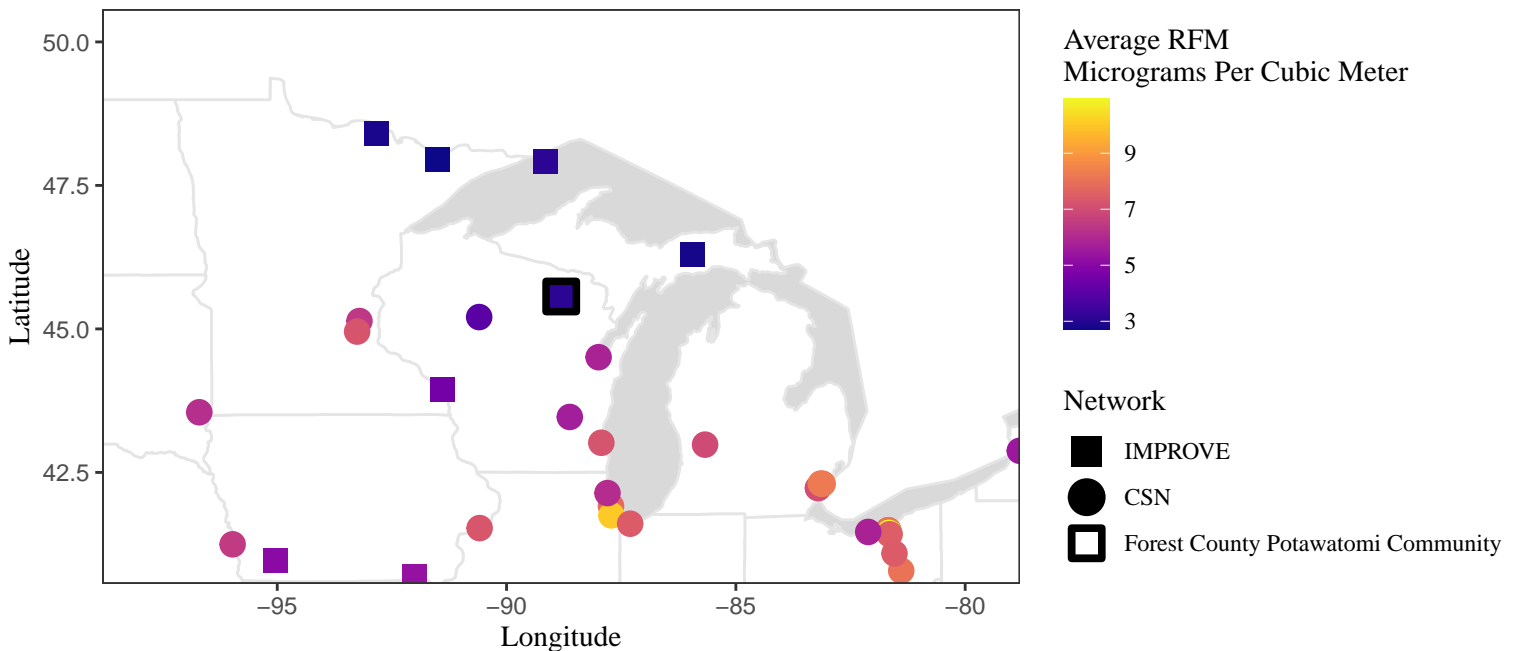 50.0
47.5
45.0
42.5
Latitude
−95
−90
−85
−80
Longitude
Average RFM
Micrograms Per Cubic Meter
9
7
5
3
Network
IMPROVE
CSN
Forest County Potawatomi Community